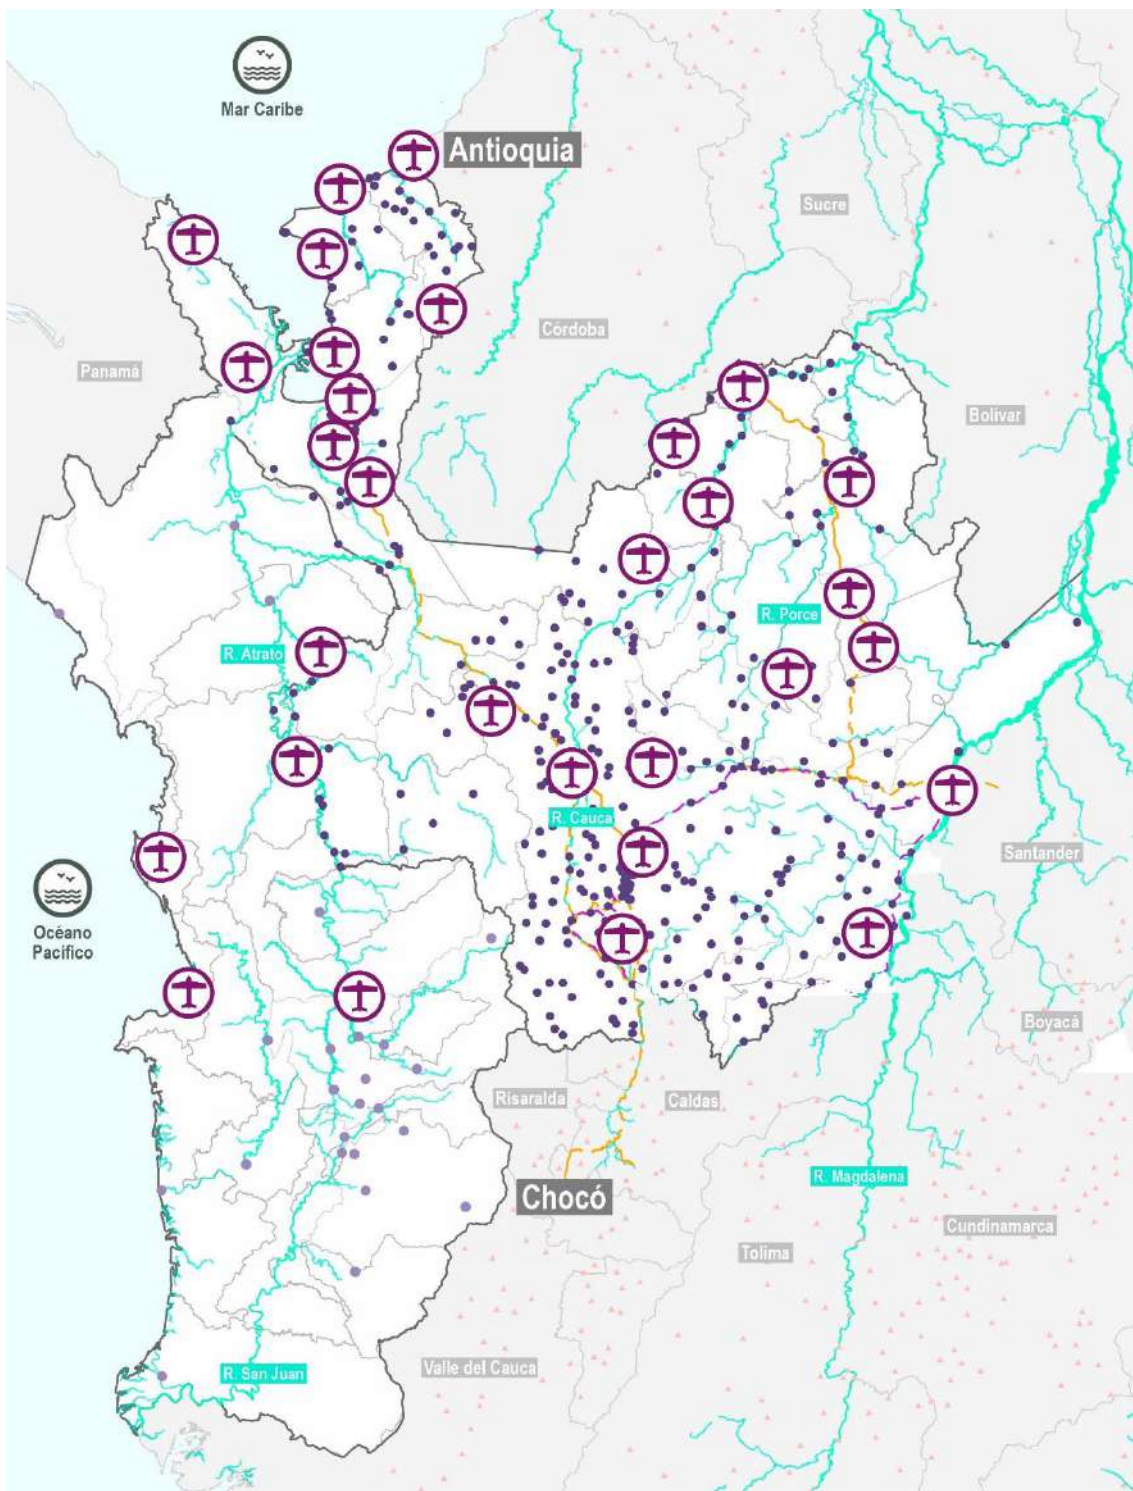 Mar Caribe
Antioquia
Sucre
Córdoba
Panamá
Bolívar
R. Porce
R. Atrato
R. Cauca
Santander
Océano
Pacífico
Boyacá
Risaralda
Caldas
R. Magdalena
Chocó
Cundinamarca
Tolima
Valle del Cauca
R. San Juan